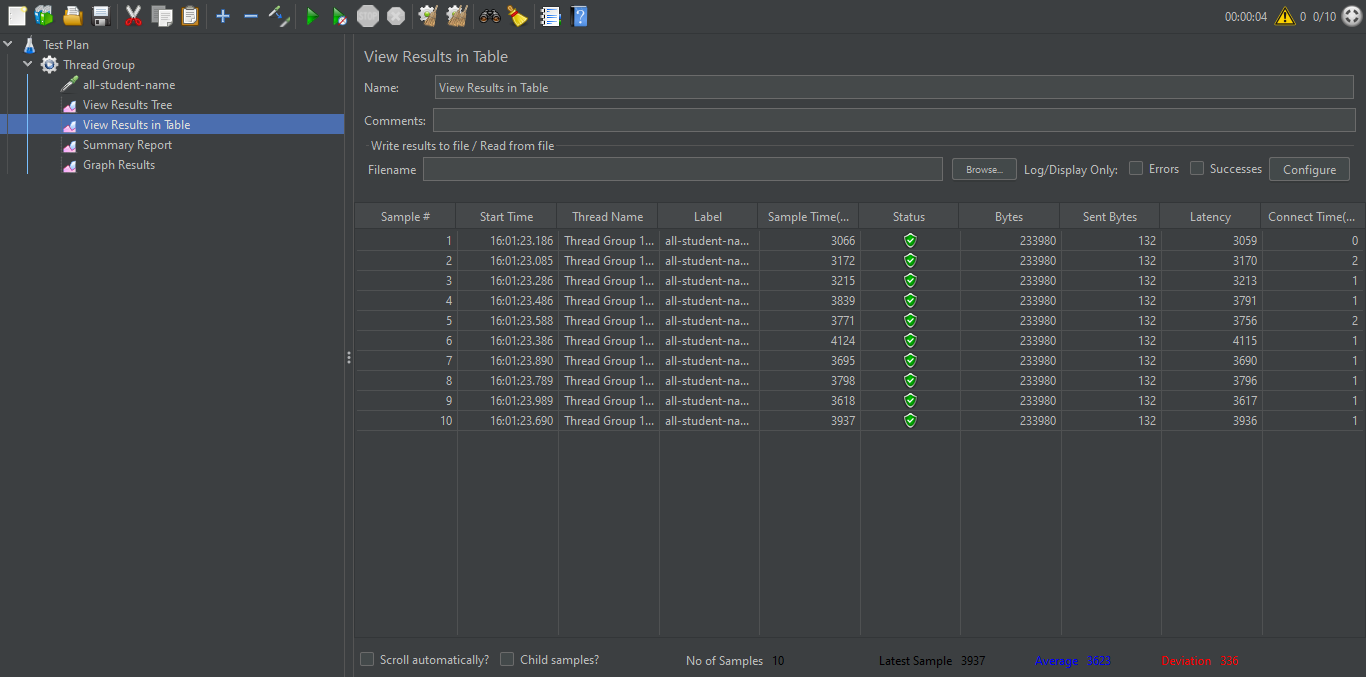 00:00:04 0 0/10
Test Plan
Thread Group
all-student-name
View Results Tree
View Results in Table
Summary Report
Graph Results
View Results in Table
Name: View Results in Table
Comments:
Write results to file / Read from file
Filename Browse... Log/Display Only: Errors Successes Configure
Sample # Start Time Thread Name Label Sample Time(... Status Bytes Sent Bytes Latency Connect Time(...
1 16:01:23.186 Thread Group 1... all-student-na... 3066 233980 132 3059 0
2 16:01:23.085 Thread Group 1... all-student-na... 3172 233980 132 3170 2
3 16:01:23.286 Thread Group 1... all-student-na... 3215 233980 132 3213 1
4 16:01:23.486 Thread Group 1... all-student-na... 3839 233980 132 3791 1
5 16:01:23.588 Thread Group 1... all-student-na... 3771 233980 132 3756 2
6 16:01:23.386 Thread Group 1... all-student-na... 4124 233980 132 4115 1
7 16:01:23.890 Thread Group 1... all-student-na... 3695 233980 132 3690 1
8 16:01:23.789 Thread Group 1... all-student-na... 3798 233980 132 3796 1
9 16:01:23.989 Thread Group 1... all-student-na... 3618 233980 132 3617 1
10 16:01:23.690 Thread Group 1... all-student-na... 3937 233980 132 3936 1
Scroll automatically? Child samples? No of Samples 10 Latest Sample 3937 Average 3623 Deviation 336